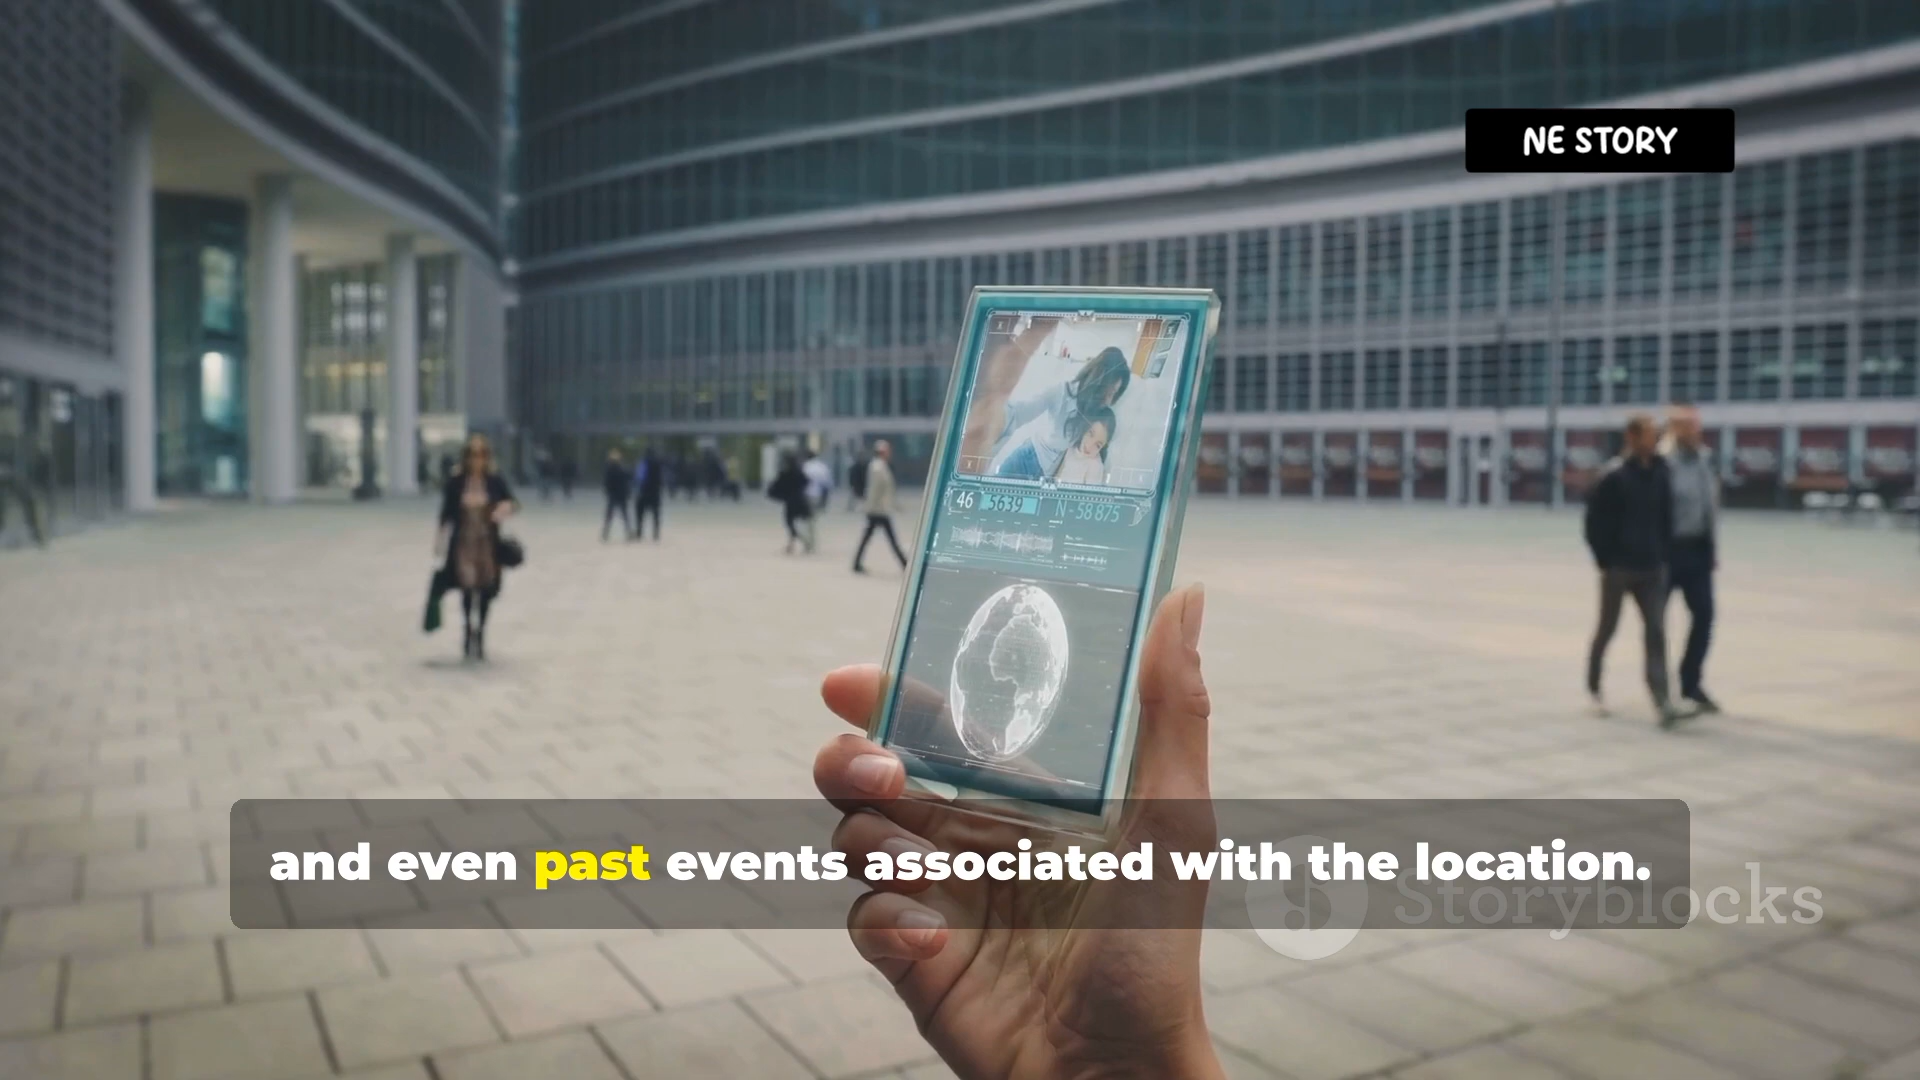 NE STORY
46 5639 N-58875
and even past events associated with the location.
Storyblocks